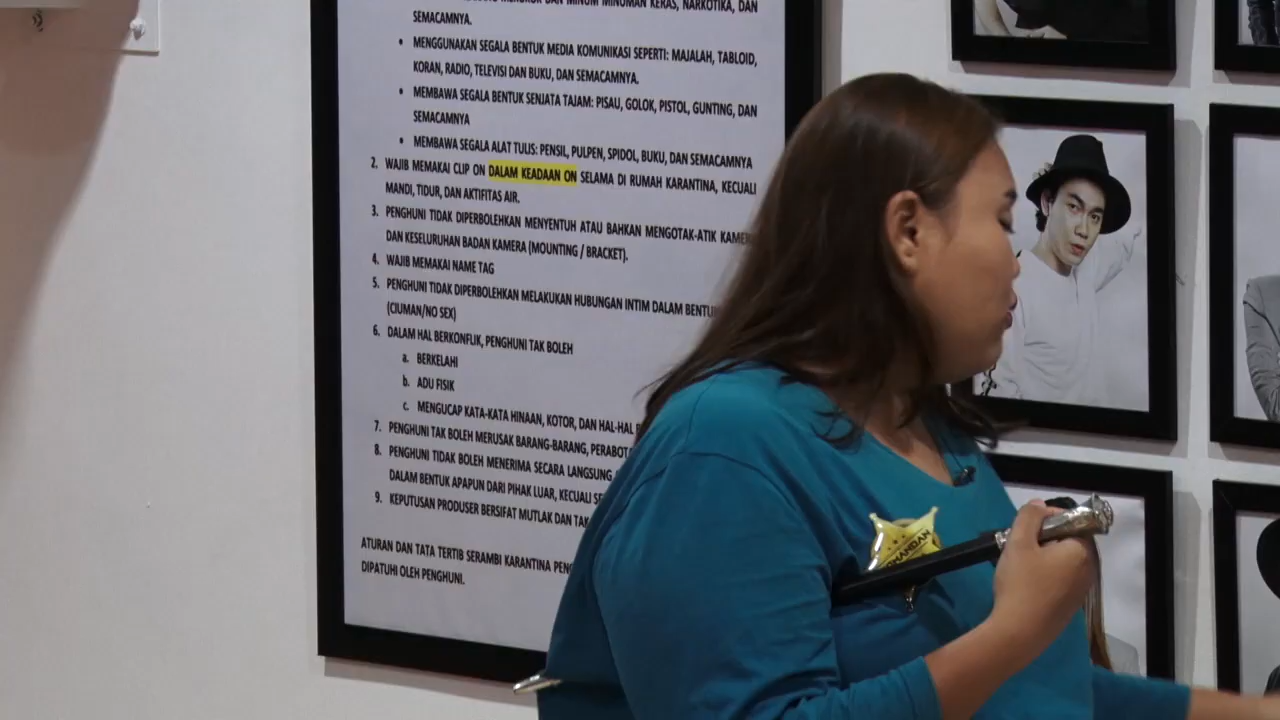 DAN MINUM MINUMAN KERAS, NARKOTIKA, DAN
SEMACAMNYA.
• MENGGUNAKAN SEGALA BENTUK MEDIA KOMUNIKASI SEPERTI: MAJALAH, TABLOID,
KORAN, RADIO, TELEVISI DAN BUKU, DAN SEMACAMNYA.
• MEMBAWA SEGALA BENTUK SENJATA TAJAM: PISAU, GOLOK, PISTOL, GUNTING, DAN
SEMACAMNYA
• MEMBAWA SEGALA ALAT TULIS: PENSIL, PULPEN, SPIDOL, BUKU, DAN SEMACAMNYA
2. WAJIB MEMAKAI CLIP ON DALAM KEADAAN ON SELAMA DI RUMAH KARANTINA, KECUALI
MANDI, TIDUR, DAN AKTIFITAS AIR.
3. PENGHUNI TIDAK DIPERBOLEHKAN MENYENTUH ATAU BAHKAN MENGOTAK-ATIK
DAN KESELURUHAN BADAN KAMERA (MOUNTING / BRACKET).
4. WAJIB MEMAKAI NAME TAG
5. PENGHUNI TIDAK DIPERBOLEHKAN MELAKUKAN HUBUNGAN INTIM DALAM
(CIUMAN/NO SEX)
6. DALAM HAL BERKONFLIK, PENGHUNI TAK BOLEH
a. BERKELAHI
b. ADU FISIK
c. MENGUCAP KATA-KATA HINAAN, KOTOR, DAN HAL-HAL
7. PENGHUNI TAK BOLEH MERUSAK BARANG-BARANG,
8. PENGHUNI TIDAK BOLEH MENERIMA SECARA LANGSUNG
DALAM BENTUK APAPUN DARI PIHAK LUAR, KECUALI
9. KEPUTUSAN PRODUSER BERSIFAT MUTLAK DAN
ATURAN DAN TATA TERTIB SERAMBI KARANTINA
DIPATUHI OLEH PENGHUNI.